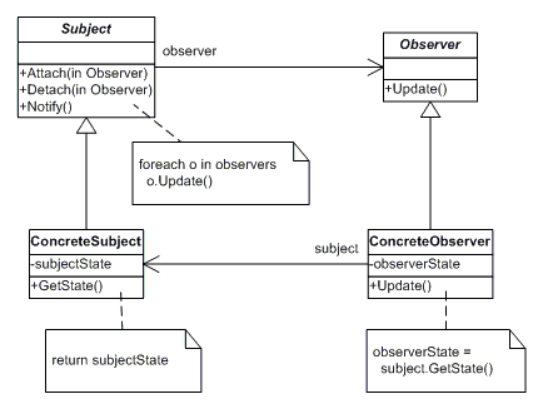 Subject
observer
Observer
+Attach(in Observer)
+Detach(in Observer)
+Notify()
+Update()
foreach o in observers
o.Update()
ConcreteSubject
-subjectState
+GetState()
subject
ConcreteObserver
-observerState
+Update()
return subjectState
observerState =
subject.GetState()